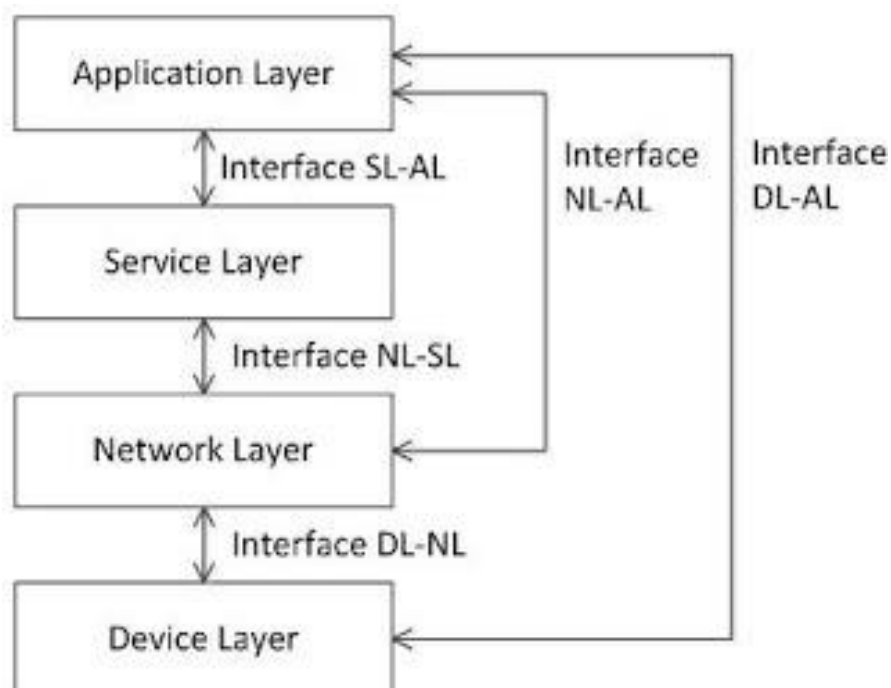 Application Layer
Interface SL-AL
Interface
NL-AL
Interface
DL-AL
Service Layer
Interface NL-SL
Network Layer
Interface DL-NL
Device Layer